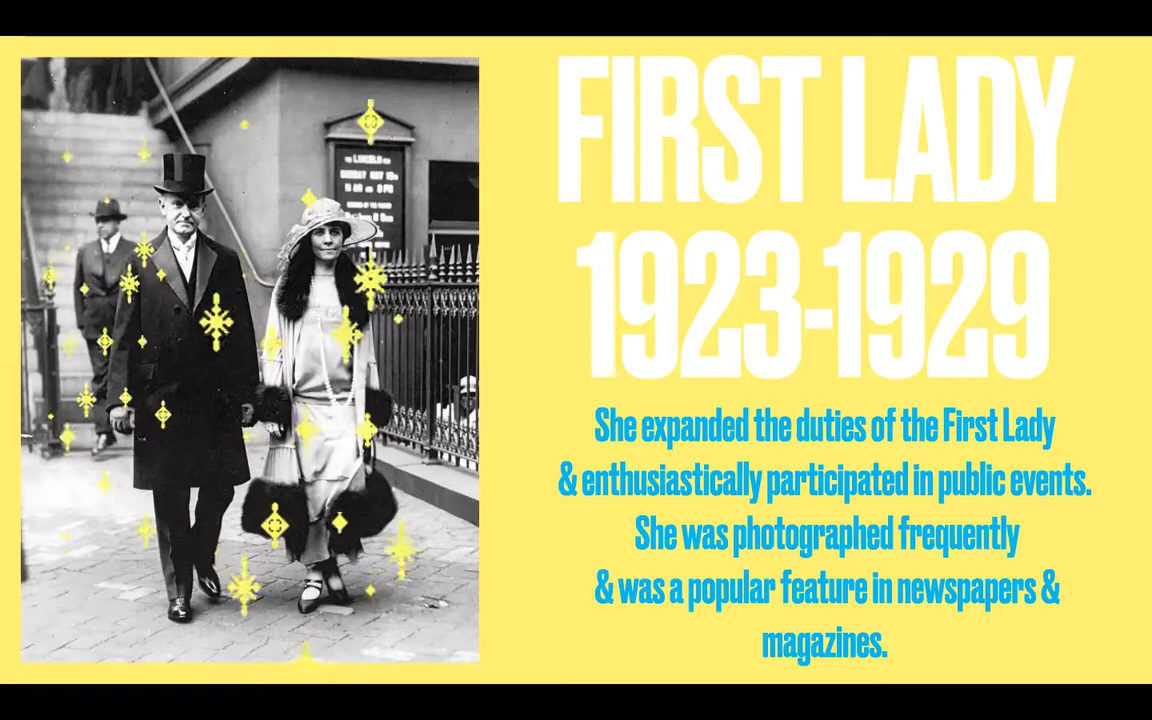 FIRST LADY
1923-1929
She expanded the duties of the First Lady
& enthusiastically participated in public events.
She was photographed frequently
& was a popular feature in newspapers &
magazines.
SUNDAY